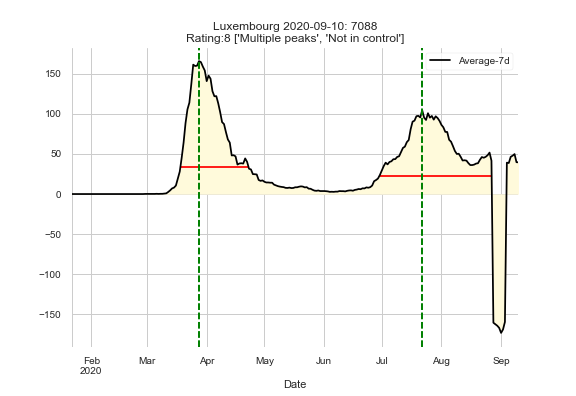 Luxembourg 2020-09-10: 7088
Rating:8 ['Multiple peaks', 'Not in control']
Average-7d
150
100
50
0
−50
−100
−150
Feb Mar Apr May Jun Jul Aug Sep
2020
Date